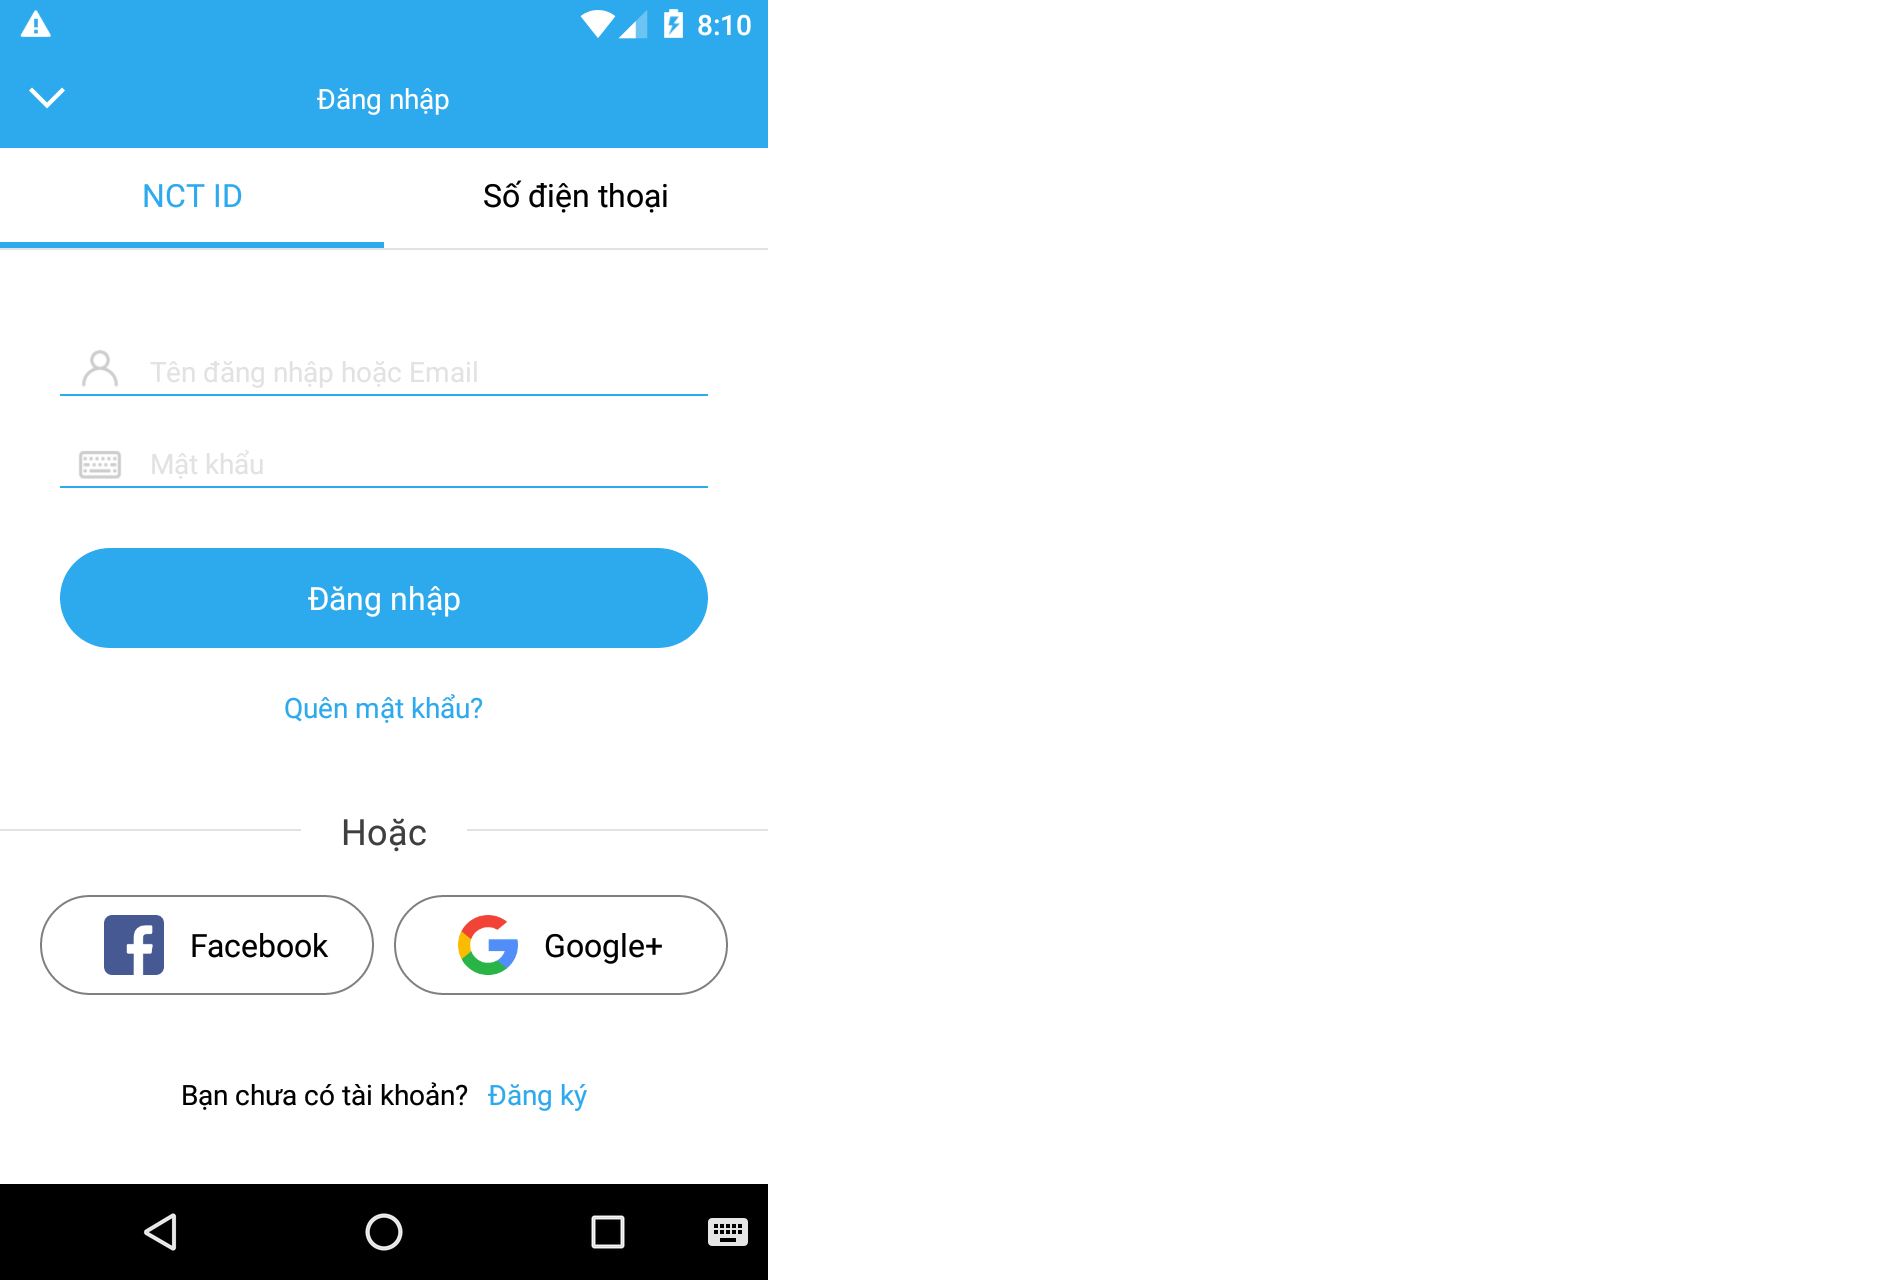 8:10
Đăng nhập
NCT ID
Số điện thoại
Tên đăng nhập hoặc Email
Mật khẩu
Đăng nhập
Quên mật khẩu?
Hoặc
Facebook
Google+
Bạn chưa có tài khoản? Đăng ký